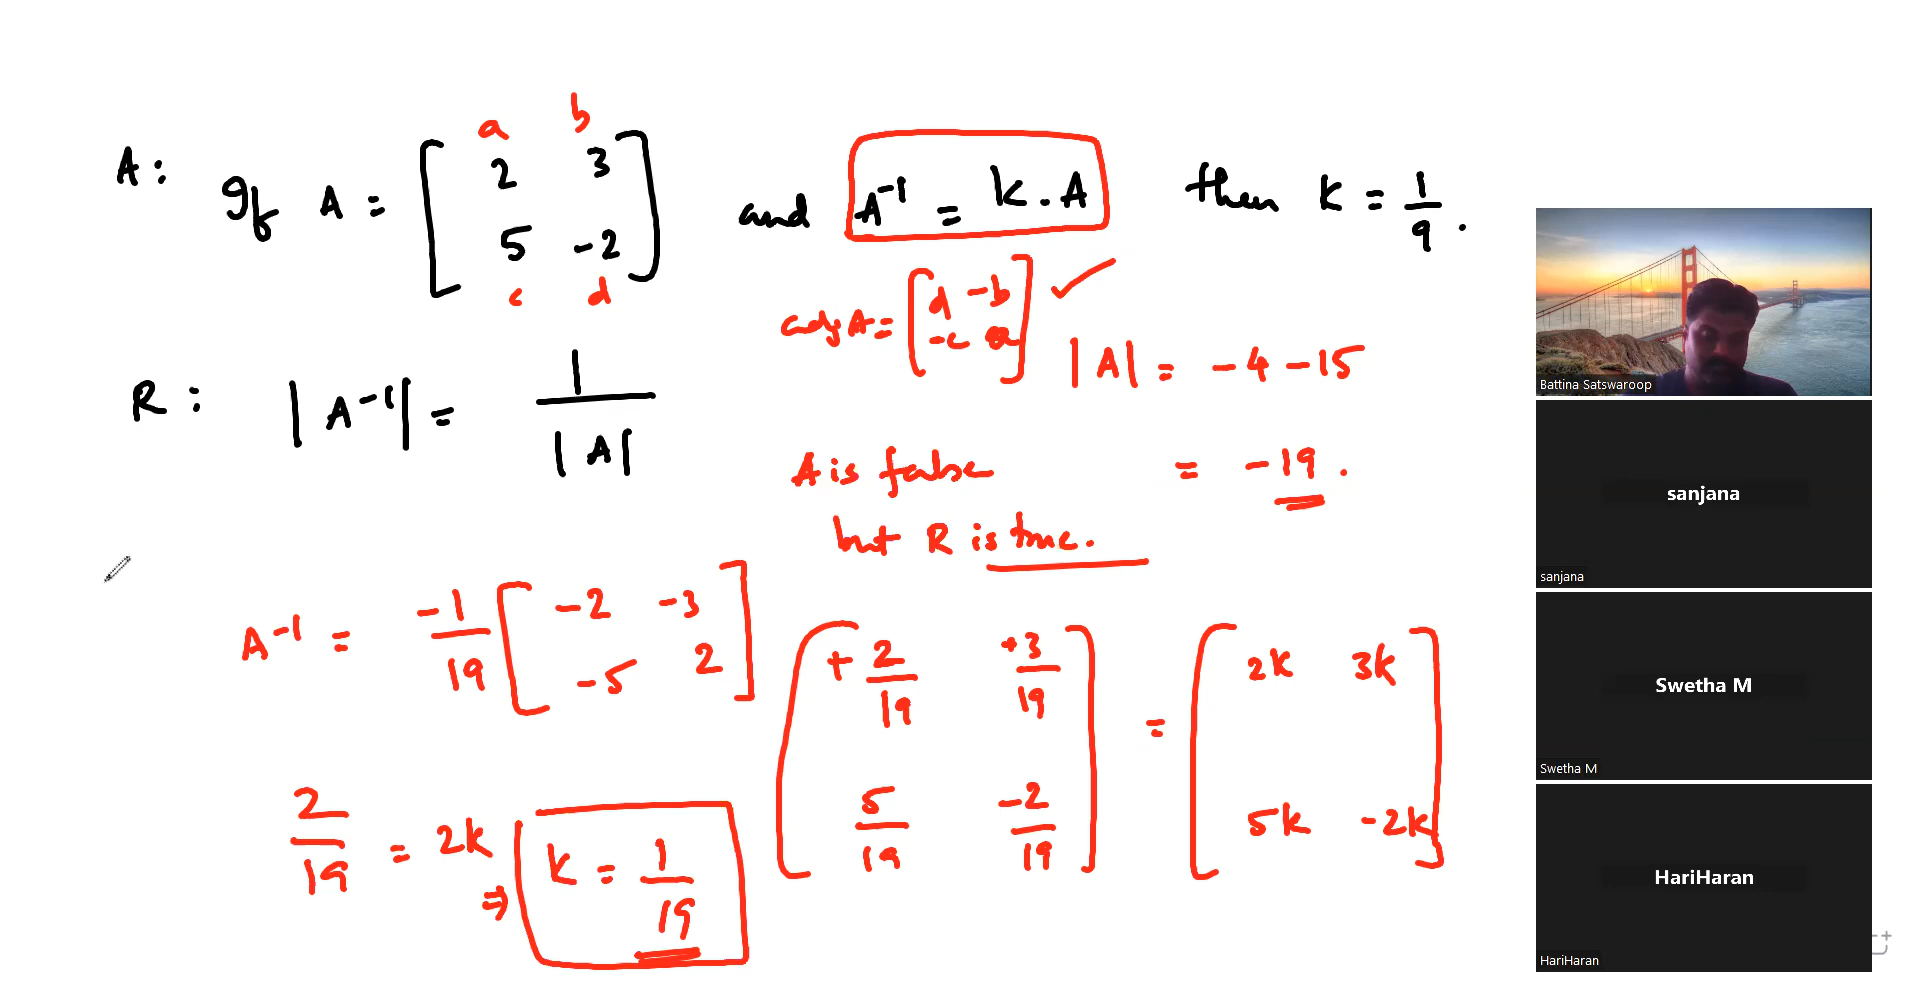 a b
A: If A = [ 2 3 5 -2 ] and A⁻¹ = k . A then K = 1/9 .
c d
adj A = [ d -b -c a ] ✓
|A| = -4 - 15
R: |A⁻¹| = 1/|A|
A is false = -19 .
but R is true.
A⁻¹ = -1/19 [ -2 -3 -5 2 ]
[ +2/19 +3/19 5/19 -2/19 ] = [ 2k 3k 5k -2k ]
2/19 = 2k ⇒ k = 1/19
Battina Satswaroop
sanjana
sanjana
Swetha M
Swetha M
HariHaran
HariHaran